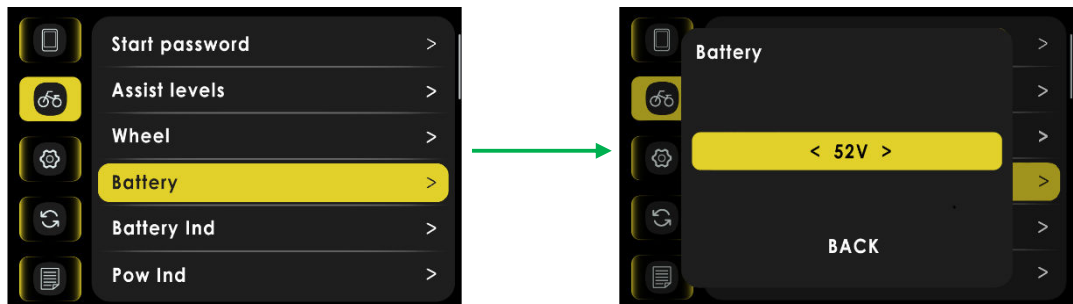 Start password >
Assist levels >
Wheel >
Battery >
Battery Ind >
Pow Ind >
Battery
< 52V >
BACK
>
>
>
>
>
>